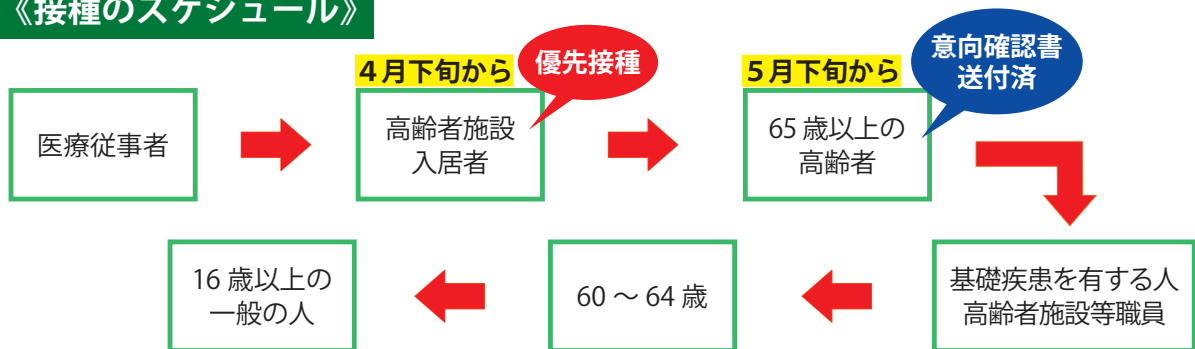 《接種のスケジュール》
医療従事者
4月下旬から
優先接種
高齢者施設
入居者
5月下旬から
意向確認書
送付済
65歳以上の
高齢者
基礎疾患を有する人
高齢者施設等職員
60～64歳
16歳以上の
一般の人